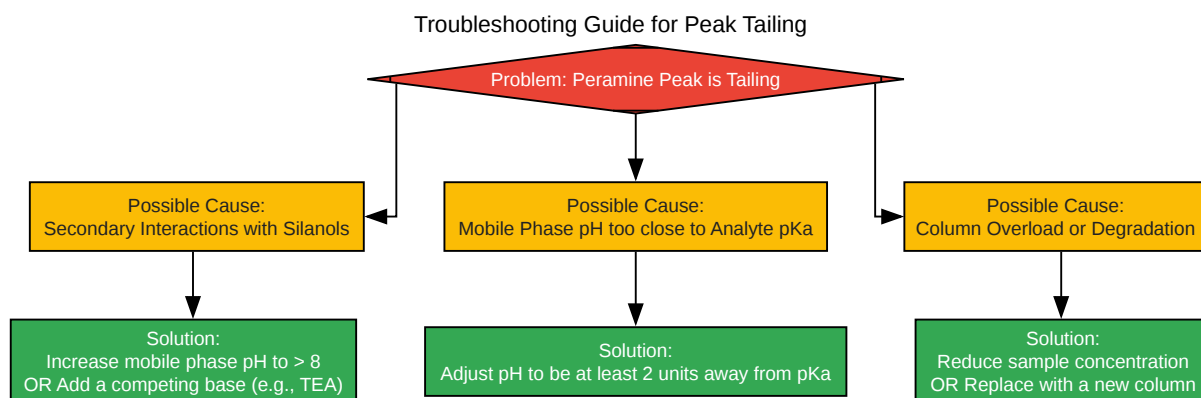 Troubleshooting Guide for Peak Tailing
Problem: Peramine Peak is Tailing
Possible Cause:
Secondary Interactions with Silanols
Possible Cause:
Mobile Phase pH too close to Analyte pKa
Possible Cause:
Column Overload or Degradation
Solution:
Increase mobile phase pH to > 8
OR Add a competing base (e.g., TEA)
Solution:
Adjust pH to be at least 2 units away from pKa
Solution:
Reduce sample concentration
OR Replace with a new column